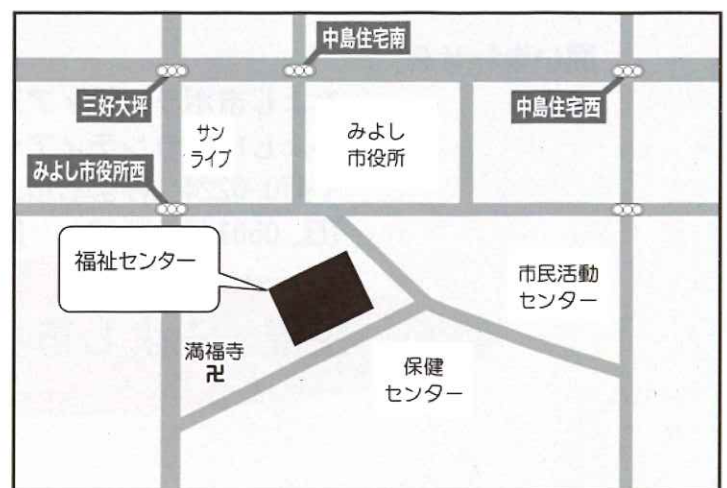 中島住宅南
三好大坪
中島住宅西
サン
ライブ
みよし
市役所
みよし市役所西
福祉センター
市民活動
センター
満福寺
卍
保健
センター